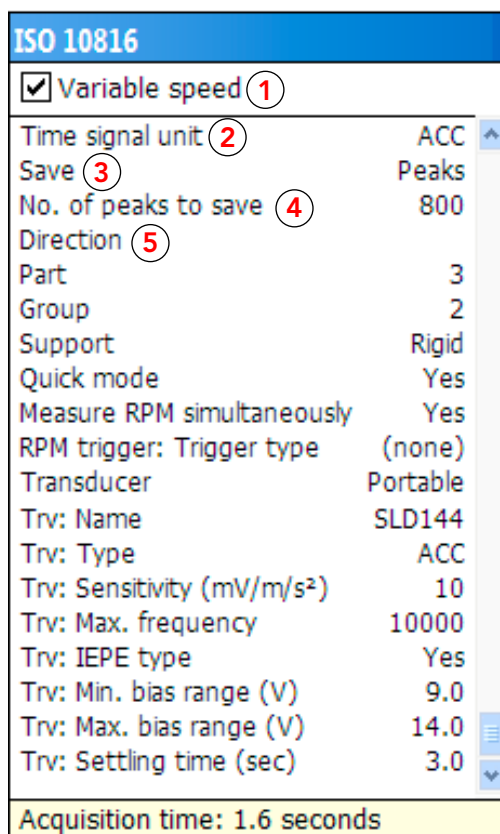 ISO 10816
Variable speed 1
Time signal unit 2 ACC
Save 3 Peaks
No. of peaks to save 4 800
Direction 5
Part 3
Group 2
Support Rigid
Quick mode Yes
Measure RPM simultaneously Yes
RPM trigger: Trigger type (none)
Transducer Portable
Trv: Name SLD144
Trv: Type ACC
Trv: Sensitivity (mV/m/s²) 10
Trv: Max. frequency 10000
Trv: IEPE type Yes
Trv: Min. bias range (V) 9.0
Trv: Max. bias range (V) 14.0
Trv: Settling time (sec) 3.0
Acquisition time: 1.6 seconds